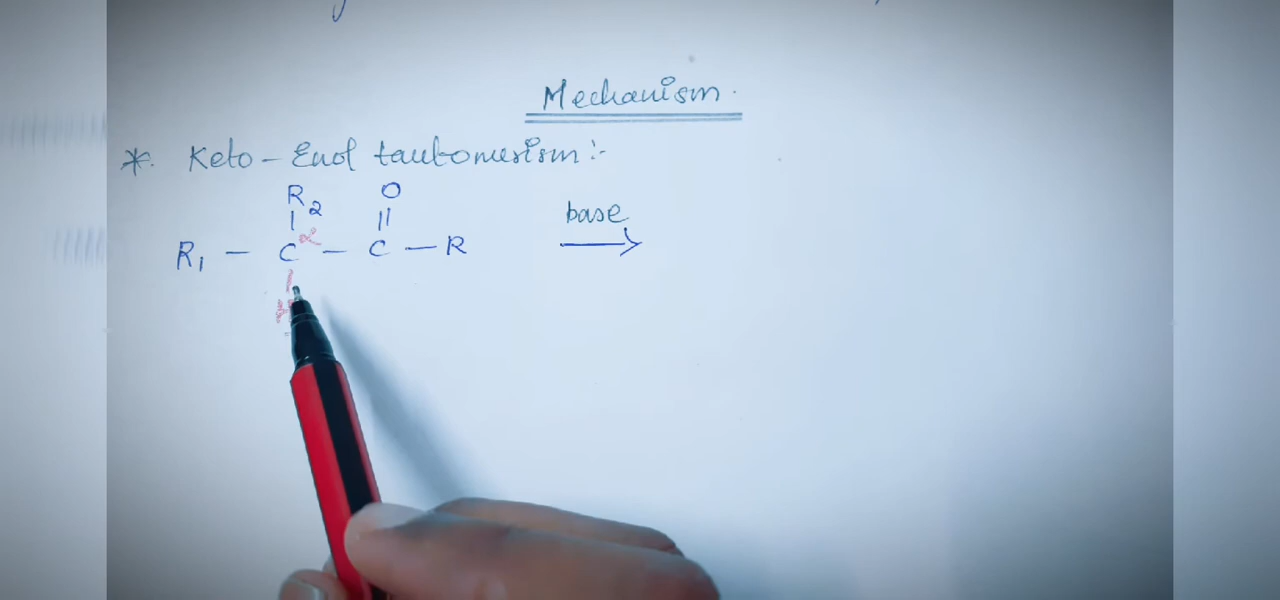 Mechanism.
* Keto - Enol tautomerism :-
R2 O
| ||
R1 — C α — C — R base →